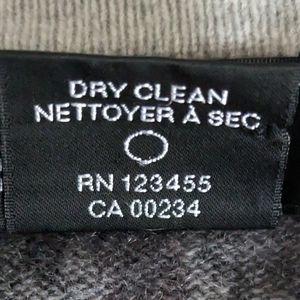 DRY CLEAN
NETTOYER À SEC
RN 123455
CA 00234